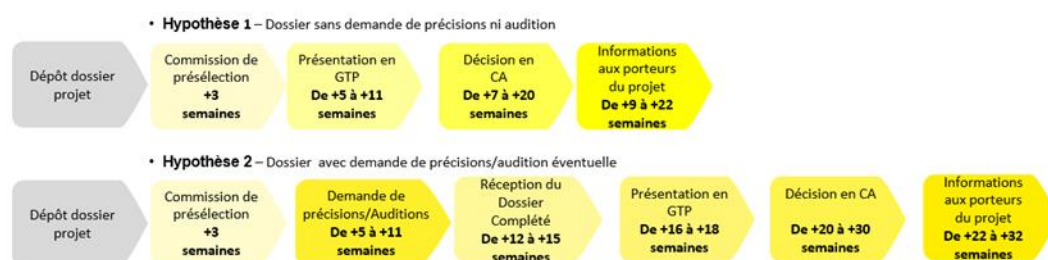 • Hypothèse 1 – Dossier sans demande de précisions ni audition
Dépôt dossier
projet
Commission de
présélection
+3
semaines
Présentation en
GTP
De +5 à +11
semaines
Décision en
CA
De +7 à +20
semaines
Informations
aux porteurs
du projet
De +9 à +22
semaines
• Hypothèse 2 – Dossier avec demande de précisions/audition éventuelle
Dépôt dossier
projet
Commission de
présélection
+3
semaines
Demande de
précisions/Auditions
De +5 à +11
semaines
Réception du
Dossier
Complété
De +12 à +15
semaines
Présentation en
GTP
De +16 à +18
semaines
Décision en CA
De +20 à +30
semaines
Informations
aux porteurs
du projet
De +22 à +32
semaines